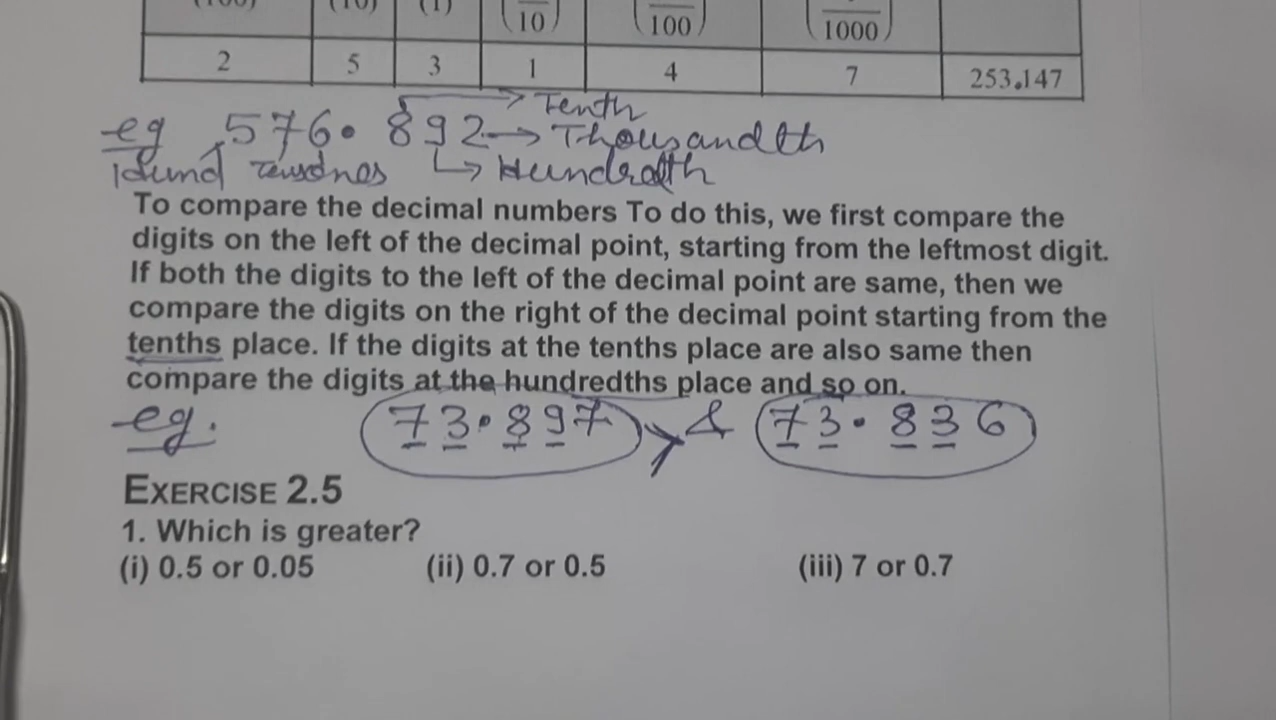 (100) (10) (1) 10 100 1000
2 5 3 1 4 7 253.147
→ Tenth
eg 576.892 → Thousandth
Hund Tens Ones → Hundredth
To compare the decimal numbers To do this, we first compare the
digits on the left of the decimal point, starting from the leftmost digit.
If both the digits to the left of the decimal point are same, then we
compare the digits on the right of the decimal point starting from the
tenths place. If the digits at the tenths place are also same then
compare the digits at the hundredths place and so on.
eg. 73.897 > & 73.836
EXERCISE 2.5
1. Which is greater?
(i) 0.5 or 0.05 (ii) 0.7 or 0.5 (iii) 7 or 0.7